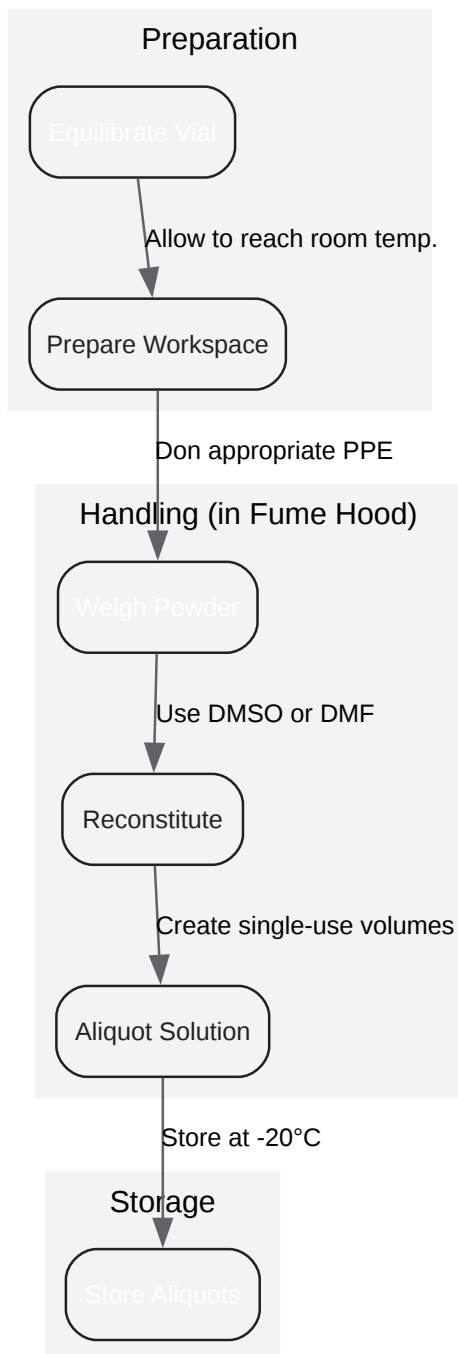 Preparation
Equilibrate Vial
Allow to reach room temp.
Prepare Workspace
Don appropriate PPE
Handling (in Fume Hood)
Weigh Powder
Use DMSO or DMF
Reconstitute
Create single-use volumes
Aliquot Solution
Store at -20°C
Storage
Store Aliquots